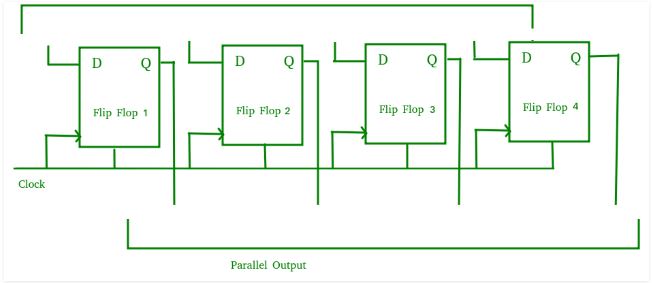 D Q D Q D Q D Q
Flip Flop 1 Flip Flop 2 Flip Flop 3 Flip Flop 4
Clock
Parallel Output